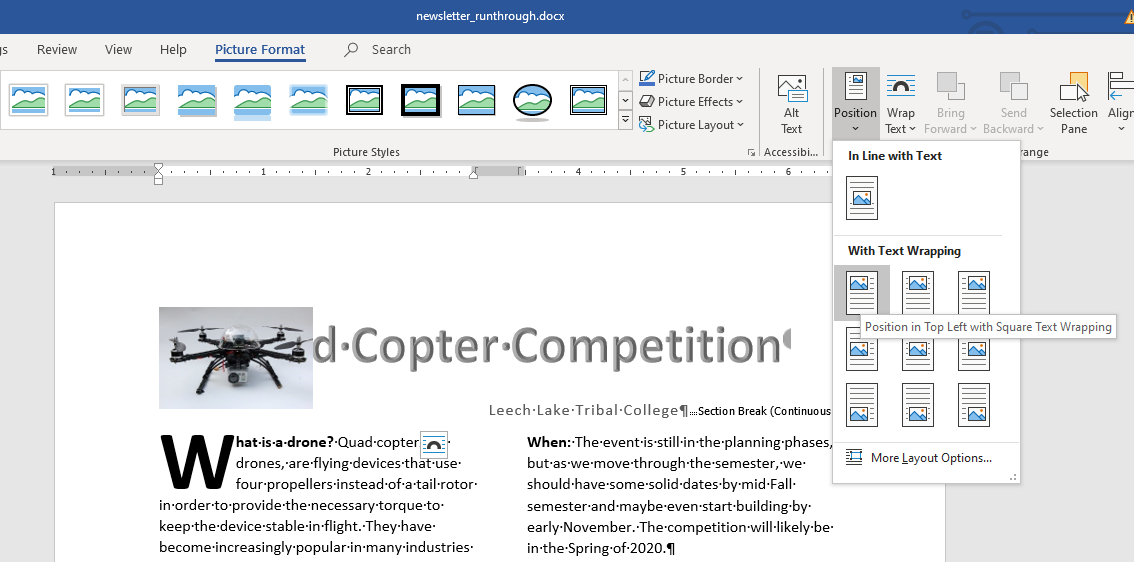 newsletter_runthrough.docx
gs Review View Help Picture Format Search
Picture Border
Picture Effects
Picture Layout
Alt Text
Position
Wrap Text
Bring Forward
Send Backward
Selection Pane
Align
Picture Styles
Accessibi...
range
In Line with Text
With Text Wrapping
Position in Top Left with Square Text Wrapping
More Layout Options...
1 1 2 4 5 6
d·Copter·Competition¶
Leech·Lake·Tribal·College¶
Section Break (Continuous
What·is·a·drone?·Quad·copter·
drones,·are·flying·devices·that·use·
four·propellers·instead·of·a·tail·rotor·
in·order·to·provide·the·necessary·torque·to·
keep·the·device·stable·in·flight.·They·have·
become·increasingly·popular·in·many·industries·
When:·The·event·is·still·in·the·planning·phases,·
but·as·we·move·through·the·semester,·we·
should·have·some·solid·dates·by·mid·Fall·
semester·and·maybe·even·start·building·by·
early·November.·The·competition·will·likely·be·
in·the·Spring·of·2020.¶